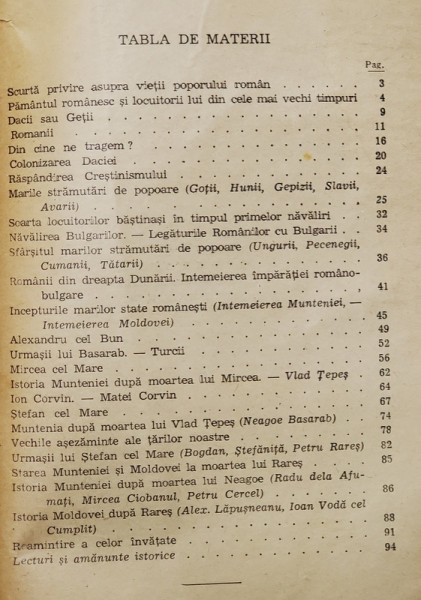 TABLA DE MATERII
Pag.
Scurtă privire asupra vieții poporului român . . . . . . 3
Pământul românesc și locuitorii lui din cele mai vechi timpuri 4
Dacii sau Geții . . . . . . . . . . . . . . 9
Romanii . . . . . . . . . . . . . . . . 11
Din cine ne tragem ? . . . . . . . . . . . . 16
Colonizarea Daciei . . . . . . . . . . . . . 20
Răspândirea Creștinismului . . . . . . . . . . 24
Marile strămutări de popoare (Goții, Hunii, Gepizii, Slavii,
Avarii) . . . . . . . . . . . . . . 25
Soarta locuitorilor băștinași în timpul primelor năvăliri . . 32
Năvălirea Bulgarilor. — Legăturile Românilor cu Bulgarii . . 34
Sfârșitul marilor strămutări de popoare (Ungurii, Pecenegii,
Cumanii, Tătarii) . . . . . . . . . . . 36
Românii din dreapta Dunării. Intemeierea împărăției româno-
bulgare . . . . . . . . . . . . . . 41
Incepturile marilor state românești (Intemeierea Munteniei, —
Intemeierea Moldovei) . . . . . . . . . . 45
Alexandru cel Bun . . . . . . . . . . . . . 49
Urmașii lui Basarab. — Turcii . . . . . . . . . 52
Mircea cel Mare . . . . . . . . . . . . . 56
Istoria Munteniei după moartea lui Mircea. — Vlad Țepeș . 62
Ion Corvin. — Matei Corvin . . . . . . . . . . 64
Ștefan cel Mare . . . . . . . . . . . . . 67
Muntenia după moartea lui Vlad Țepeș (Neagoe Basarab) . . 74
Vechile așezăminte ale țărilor noastre . . . . . . . 78
Urmașii lui Ștefan cel Mare (Bogdan, Ștefăniță, Petru Rareș) 82
Starea Munteniei și Moldovei la moartea lui Rareș . . . . 85
Istoria Munteniei după moartea lui Neagoe (Radu dela Afu-
mați, Mircea Ciobanul, Petru Cercel) . . . . . . 86
Istoria Moldovei după Rareș (Alex. Lăpușneanu, Ioan Vodă cel
Cumplit) . . . . . . . . . . . . . . 88
Reamintire a celor învățate . . . . . . . . . . 91
Lecturi și amănunte istorice . . . . . . . . . . 94